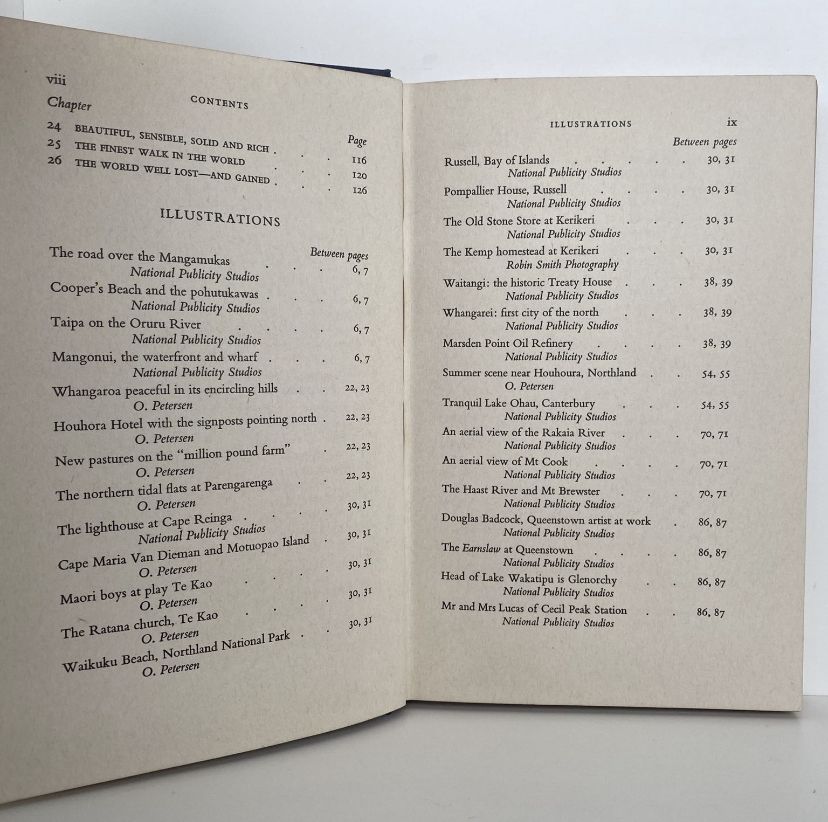 viii
CONTENTS
Chapter Page
24 BEAUTIFUL, SENSIBLE, SOLID AND RICH . . . 116
25 THE FINEST WALK IN THE WORLD . . . 120
26 THE WORLD WELL LOST—AND GAINED . . . 126
ILLUSTRATIONS
Between pages
The road over the Mangamukas . . . 6, 7
National Publicity Studios
Cooper's Beach and the pohutukawas . . . 6, 7
National Publicity Studios
Taipa on the Oruru River . . . 6, 7
National Publicity Studios
Mangonui, the waterfront and wharf . . . 6, 7
National Publicity Studios
Whangaroa peaceful in its encircling hills . . 22, 23
O. Petersen
Houhora Hotel with the signposts pointing north . 22, 23
O. Petersen
New pastures on the "million pound farm" . . 22, 23
O. Petersen
The northern tidal flats at Parengarenga . . . 22, 23
O. Petersen
The lighthouse at Cape Reinga . . . 30, 31
National Publicity Studios
Cape Maria Van Dieman and Motuopao Island . 30, 31
O. Petersen
Maori boys at play Te Kao . . . 30, 31
O. Petersen
The Ratana church, Te Kao . . . 30, 31
O. Petersen
Waikuku Beach, Northland National Park . . 30, 31
O. Petersen
ILLUSTRATIONS ix
Between pages
Russell, Bay of Islands . . . . . 30, 31
National Publicity Studios
Pompallier House, Russell . . . . 30, 31
National Publicity Studios
The Old Stone Store at Kerikeri . . . 30, 31
National Publicity Studios
The Kemp homestead at Kerikeri . . . 30, 31
Robin Smith Photography
Waitangi: the historic Treaty House . . . 38, 39
National Publicity Studios
Whangarei: first city of the north . . . 38, 39
National Publicity Studios
Marsden Point Oil Refinery . . . . 38, 39
National Publicity Studios
Summer scene near Houhoura, Northland . . 54, 55
O. Petersen
Tranquil Lake Ohau, Canterbury . . . 54, 55
National Publicity Studios
An aerial view of the Rakaia River . . . 70, 71
National Publicity Studios
An aerial view of Mt Cook . . . . 70, 71
National Publicity Studios
The Haast River and Mt Brewster . . . 70, 71
National Publicity Studios
Douglas Badcock, Queenstown artist at work . 86, 87
National Publicity Studios
The Earnslaw at Queenstown . . . . 86, 87
National Publicity Studios
Head of Lake Wakatipu is Glenorchy . . 86, 87
National Publicity Studios
Mr and Mrs Lucas of Cecil Peak Station . . 86, 87
National Publicity Studios